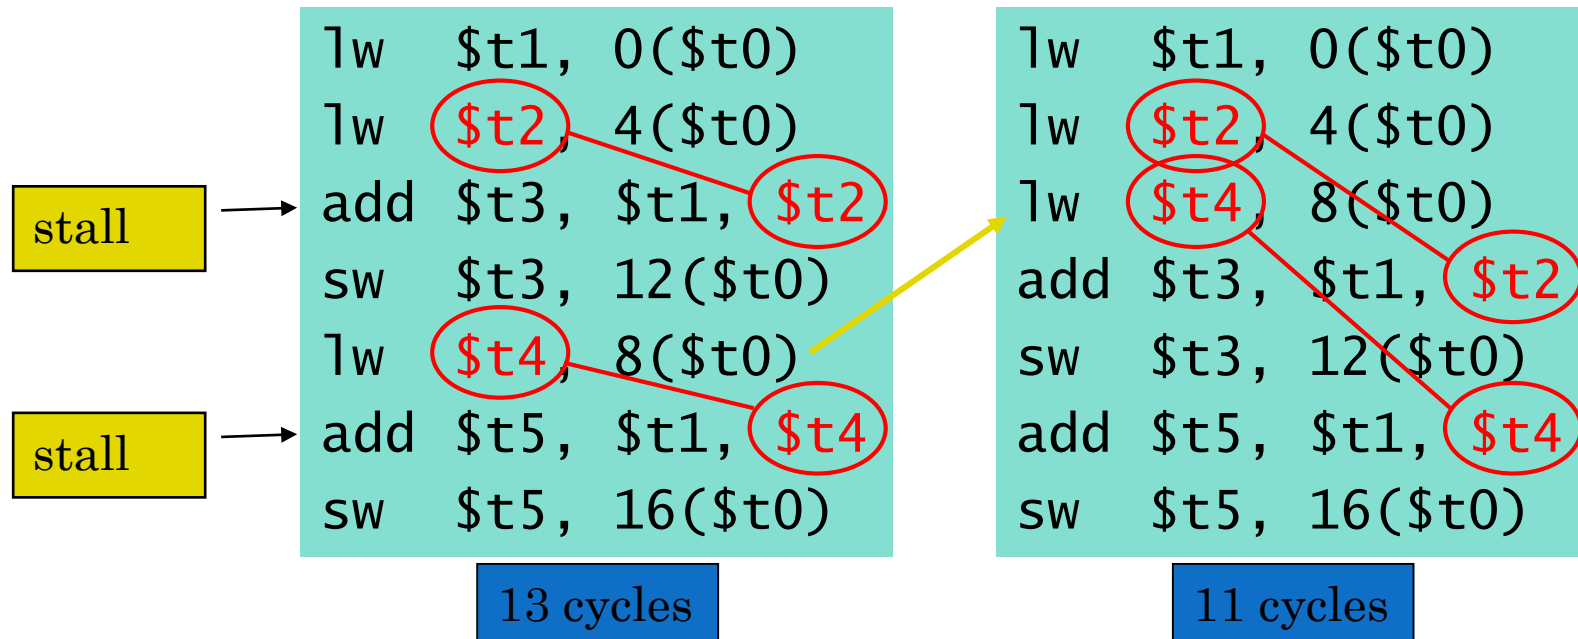 lw $t1, 0($t0)
lw $t2, 4($t0)
stall
add $t3, $t1, $t2
sw $t3, 12($t0)
lw $t4, 8($t0)
stall
add $t5, $t1, $t4
sw $t5, 16($t0)
13 cycles
lw $t1, 0($t0)
lw $t2, 4($t0)
lw $t4, 8($t0)
add $t3, $t1, $t2
sw $t3, 12($t0)
add $t5, $t1, $t4
sw $t5, 16($t0)
11 cycles